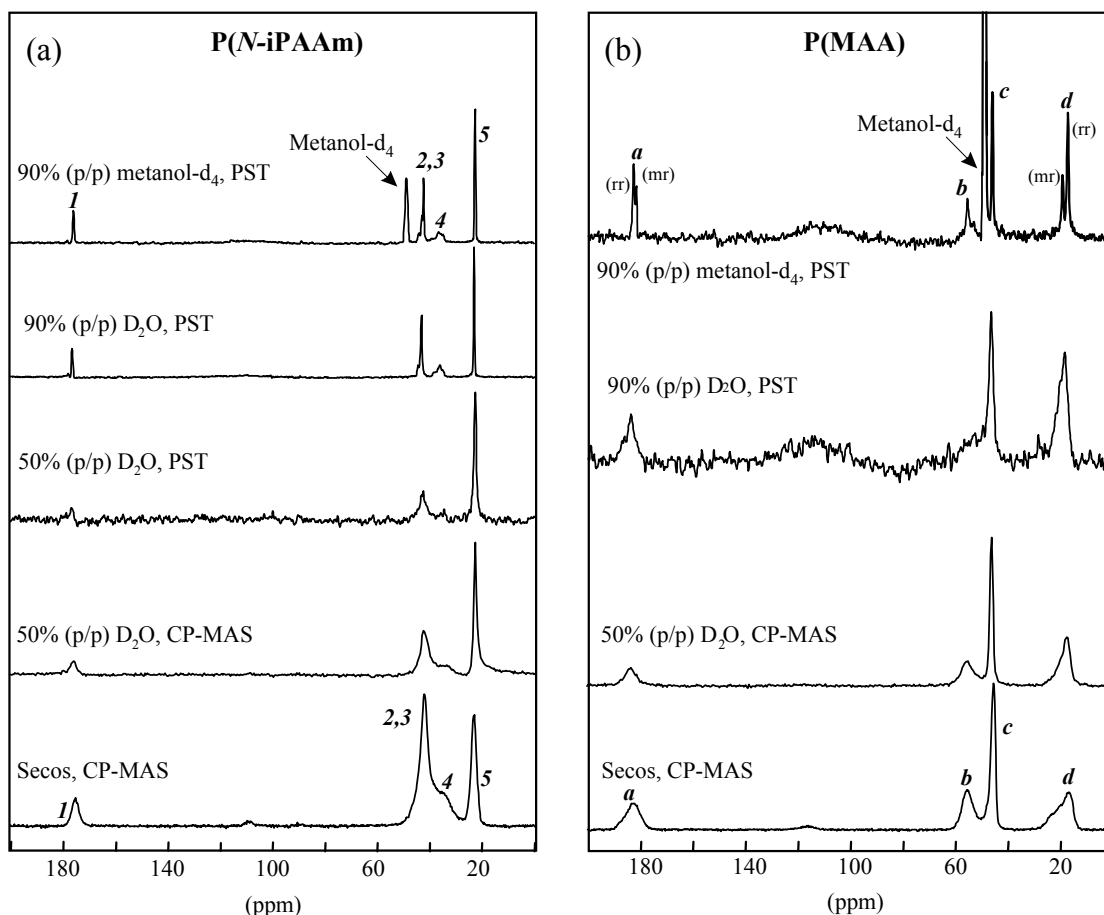 (a)
P(N-iPAAm)
Metanol-d4
5
2,3
90% (p/p) metanol-d4, PST
1
4
90% (p/p) D2O, PST
50% (p/p) D2O, PST
50% (p/p) D2O, CP-MAS
2,3
Secos, CP-MAS
4
5
1
180
140
100
60
20
(ppm)
(b)
P(MAA)
c
Metanol-d4
d
(rr)
a
(rr)
(mr)
b
(mr)
90% (p/p) metanol-d4, PST
90% (p/p) D2O, PST
50% (p/p) D2O, CP-MAS
c
Secos, CP-MAS
a
b
d
180
140
100
60
20
(ppm)